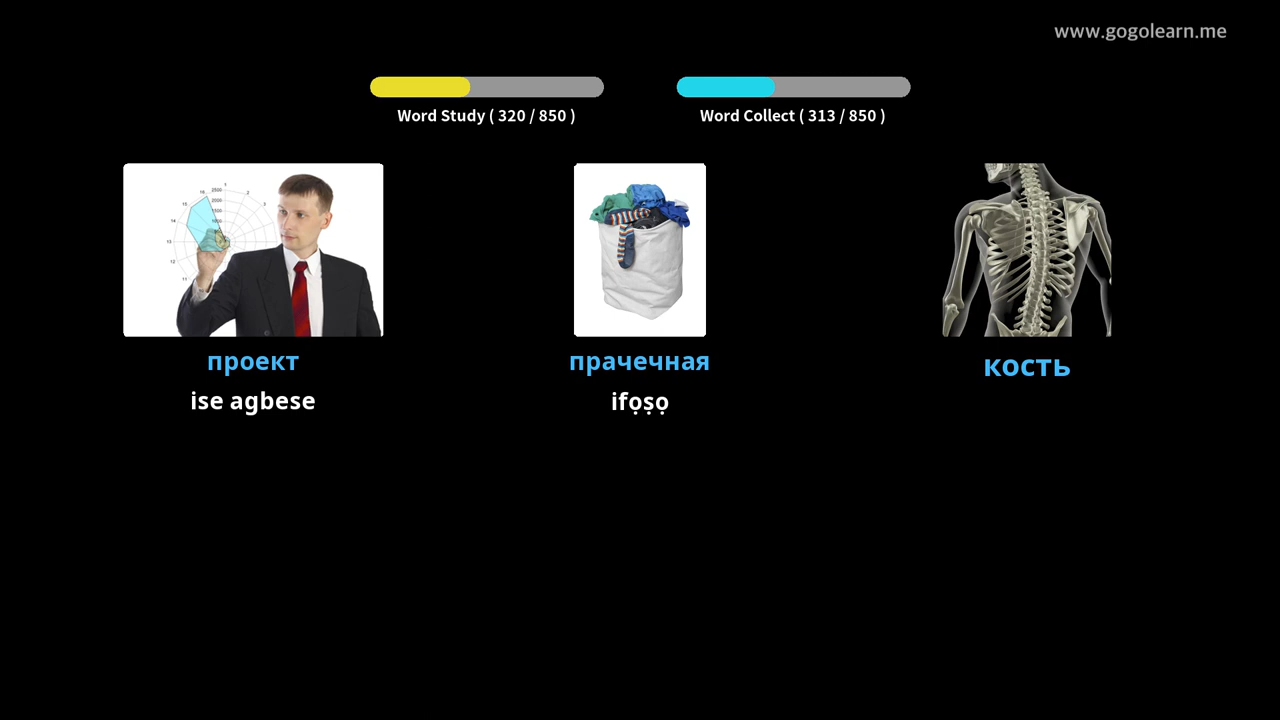 www.gogolearn.me
Word Study ( 320 / 850 )
Word Collect ( 313 / 850 )
проект
ise agbese
прачечная
ifọṣọ
кость